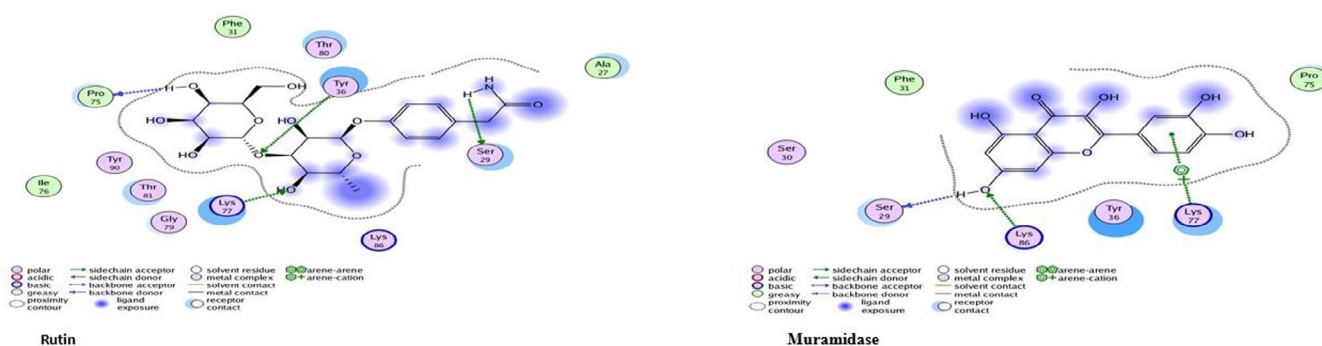 Phe
31
Thr
80
Pro
75
Tyr
36
Ala
27
H
O
OH
HO
HO
O
HO
O
O
HO
O
O
HO
H
N
H
O
Ser
29
Tyr
90
Ile
76
Thr
81
Lys
77
Gly
79
Lys
86
polar
acidic
basic
greasy
proximity
contour
sidechain acceptor
sidechain donor
backbone acceptor
backbone donor
ligand
exposure
solvent residue
metal complex
solvent contact
metal contact
receptor
contact
arene-arene
arene-cation
Rutin
Phe
31
Pro
75
Ser
30
OH
O
OH
OH
OH
O
H
O
Ser
29
Lys
86
Tyr
36
Lys
77
polar
acidic
basic
greasy
proximity
contour
sidechain acceptor
sidechain donor
backbone acceptor
backbone donor
ligand
exposure
solvent residue
metal complex
solvent contact
metal contact
receptor
contact
arene-arene
arene-cation
Muramidase